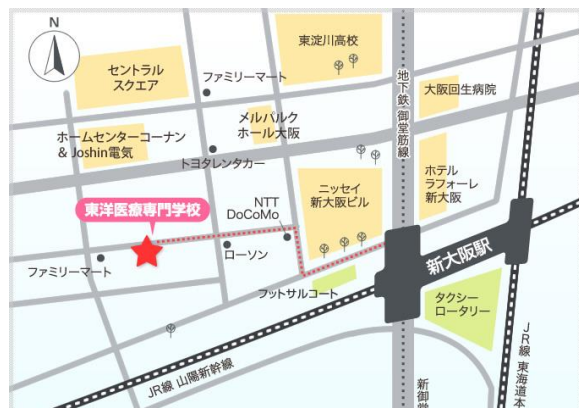 N
東淀川高校
セントラル
スクエア
ファミリーマート
地下鉄 御堂筋線
大阪回生病院
メルパルク
ホール大阪
ホームセンターコーナン
& Joshin電気
トヨタレンタカー
ホテル
ラフォーレ
新大阪
ニッセイ
新大阪ビル
NTT
DoCoMo
東洋医療専門学校
ローソン
ファミリーマート
新大阪駅
フットサルコート
タクシー
ロータリー
JR線 山陽新幹線
JR線 東海道本
新御堂